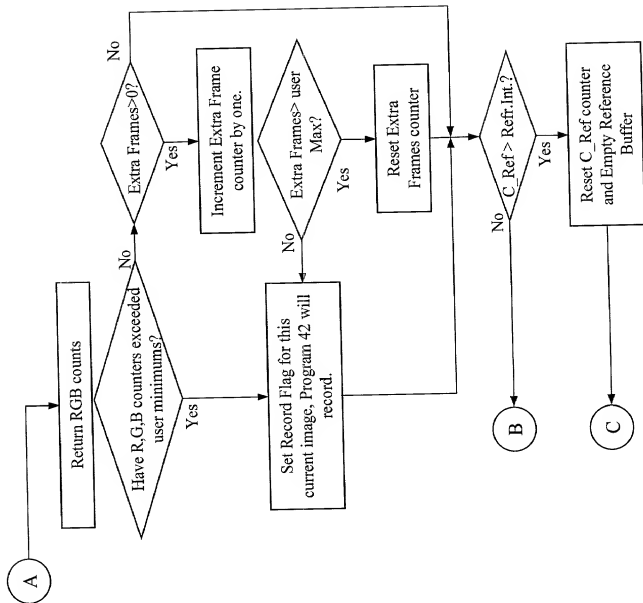 A
Return RGB counts
Have R,G,B counters exceeded
user minimums?
No
Yes
Extra Frames>0?
No
Yes
Increment Extra Frame
counter by one.
Extra Frames> user
Max?
No
Yes
Set Record Flag for this
current image, Program 42 will
record.
Reset Extra
Frames counter
C_Ref > Refr.Int.?
No
Yes
B
Reset C_Ref counter
and Empty Reference
Buffer
C